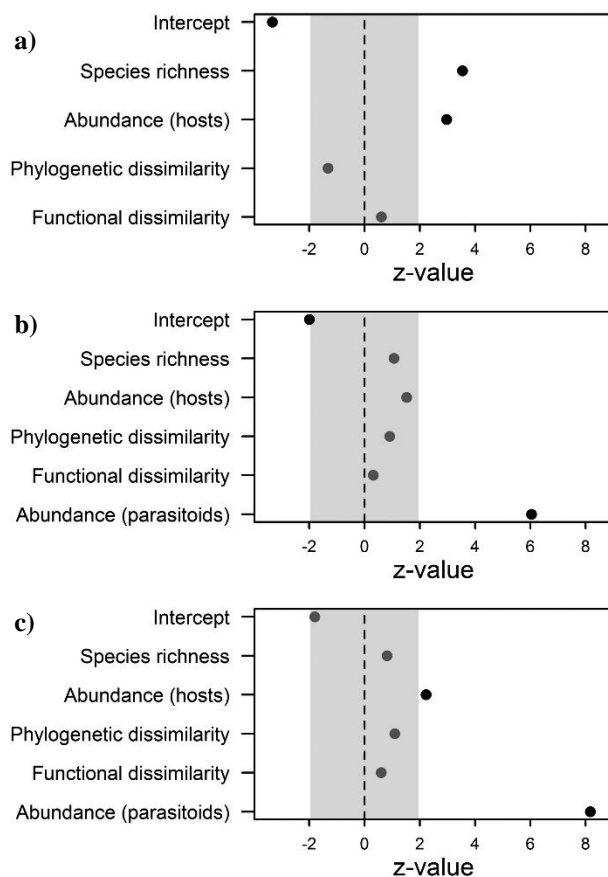 a)
Intercept
Species richness
Abundance (hosts)
Phylogenetic dissimilarity
Functional dissimilarity
-2 0 2 4 6 8
z-value
b)
Intercept
Species richness
Abundance (hosts)
Phylogenetic dissimilarity
Functional dissimilarity
Abundance (parasitoids)
-2 0 2 4 6 8
z-value
c)
Intercept
Species richness
Abundance (hosts)
Phylogenetic dissimilarity
Functional dissimilarity
Abundance (parasitoids)
-2 0 2 4 6 8
z-value